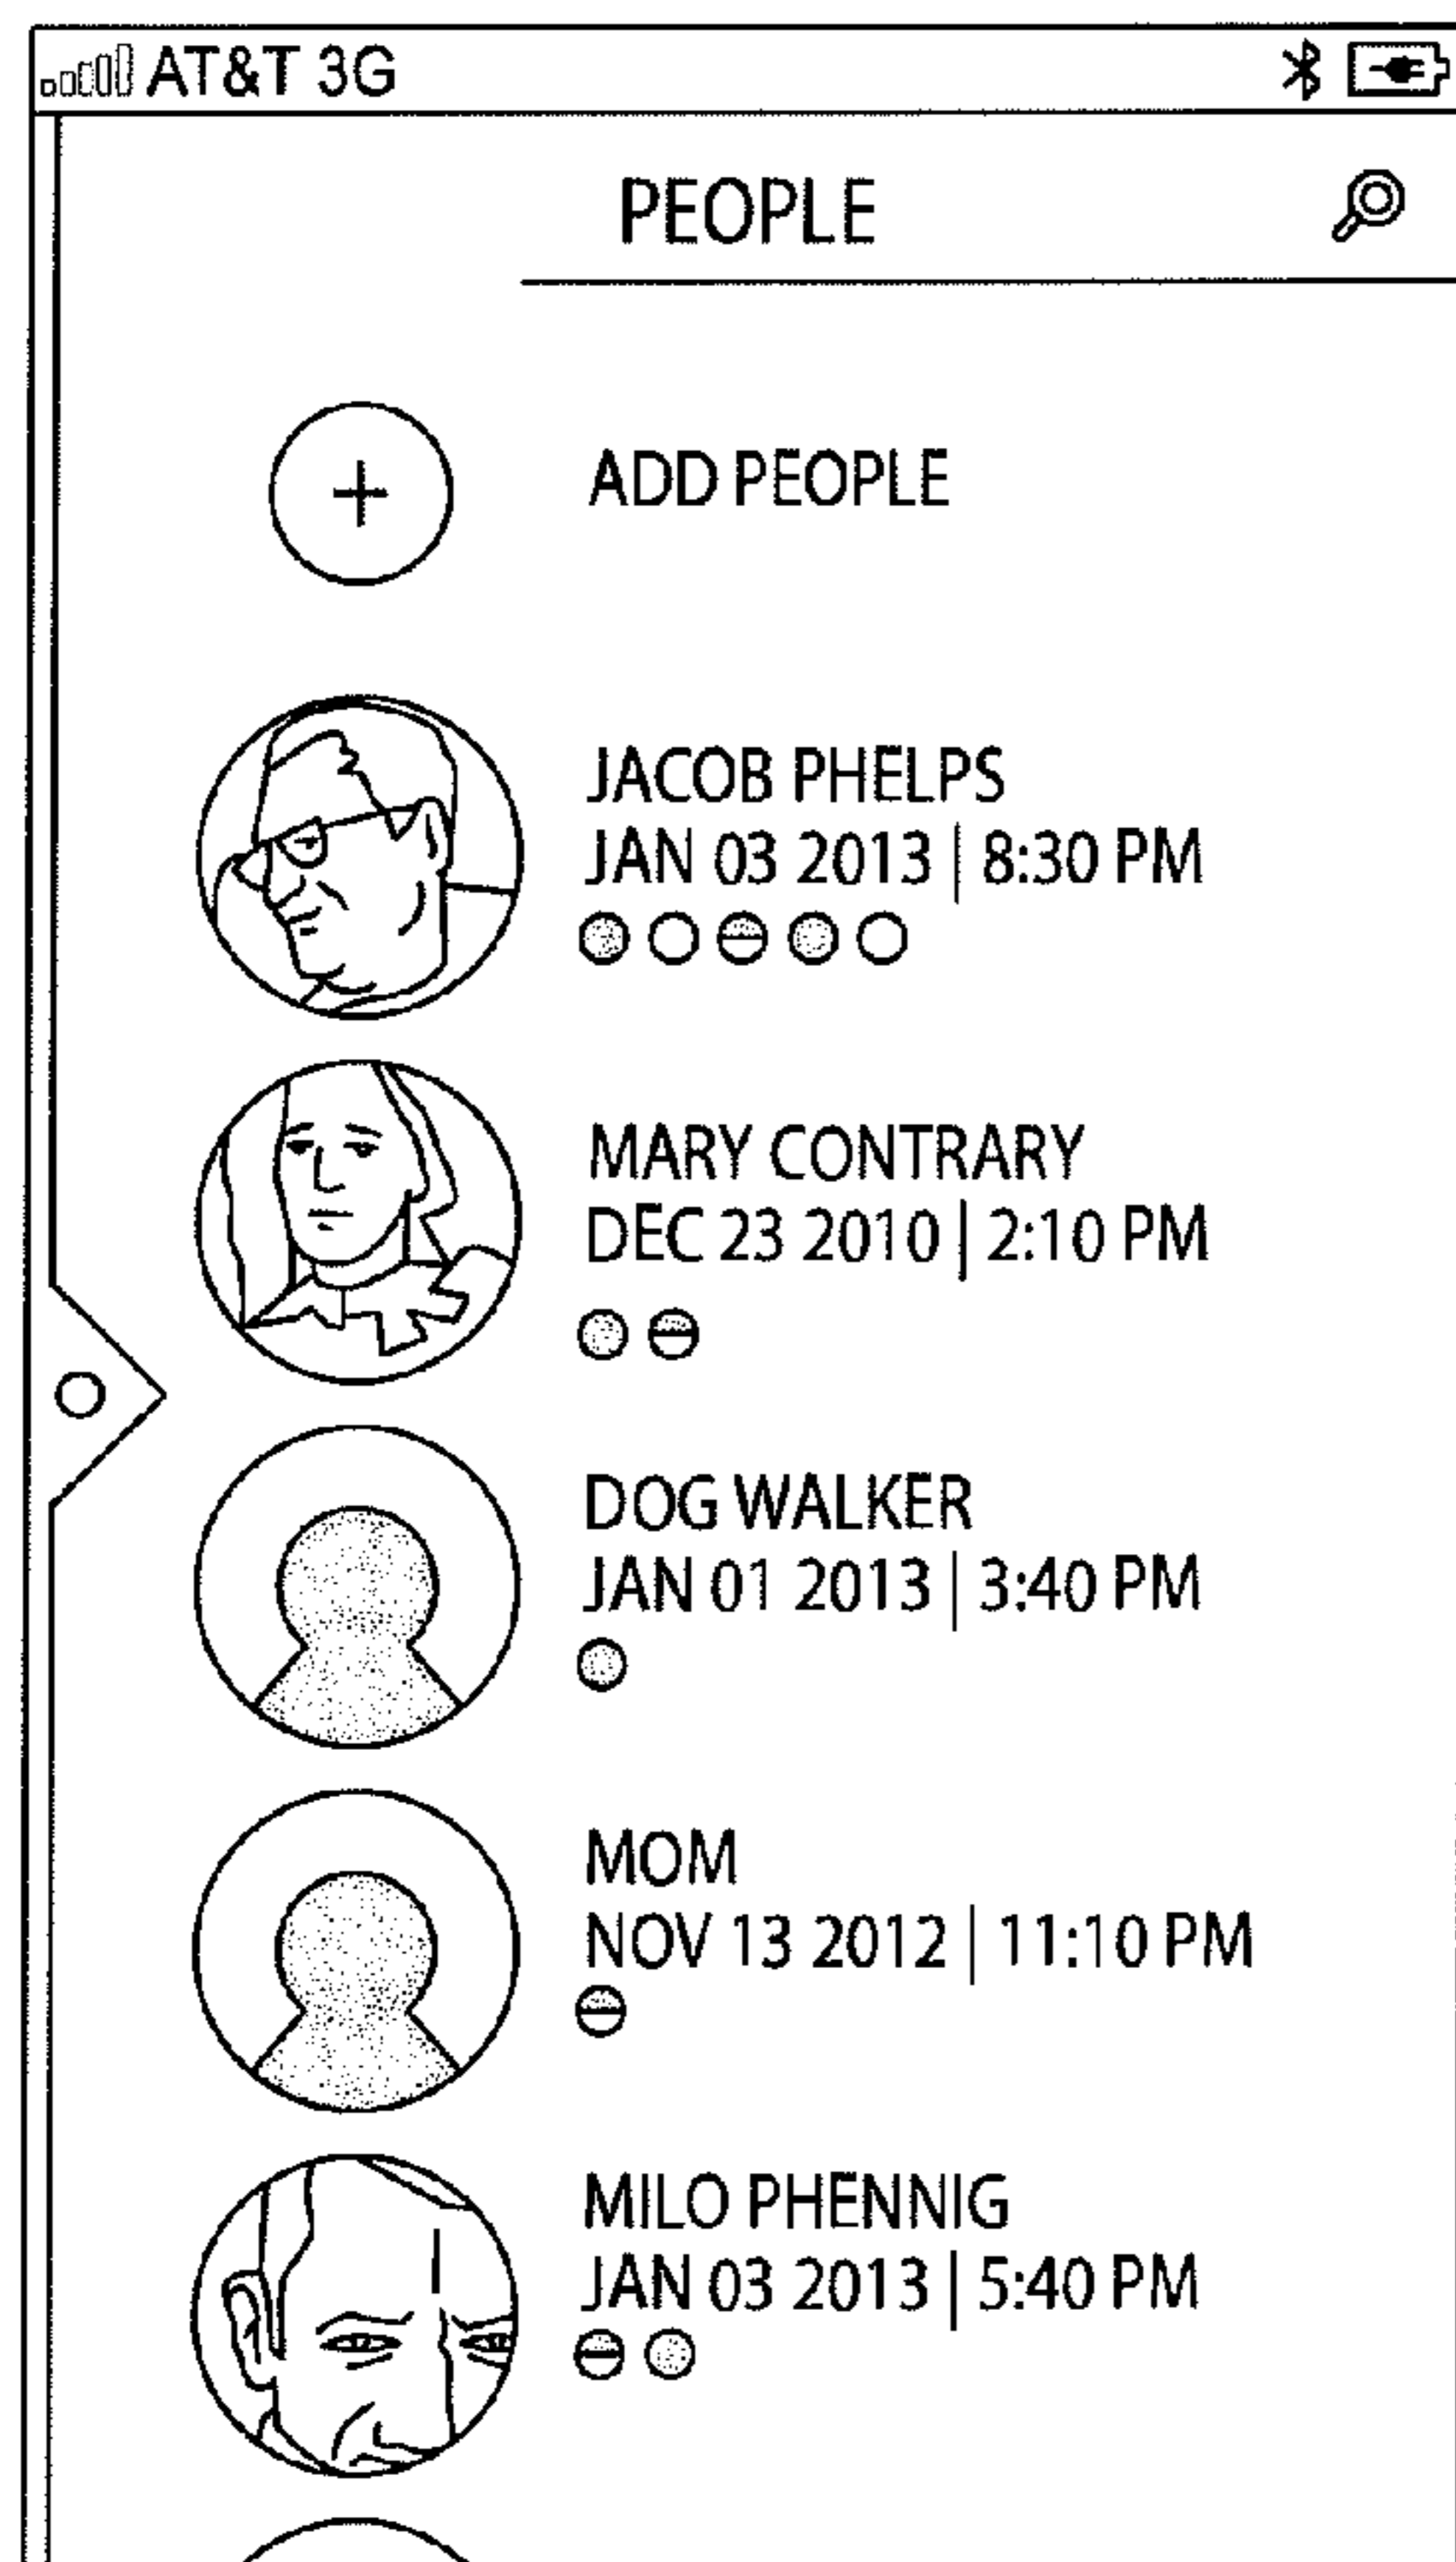 AT&T 3G
PEOPLE
ADD PEOPLE
JACOB PHELPS
JAN 03 2013 | 8:30 PM
MARY CONTRARY
DEC 23 2010 | 2:10 PM
DOG WALKER
JAN 01 2013 | 3:40 PM
MOM
NOV 13 2012 | 11:10 PM
MILO PHENNIG
JAN 03 2013 | 5:40 PM